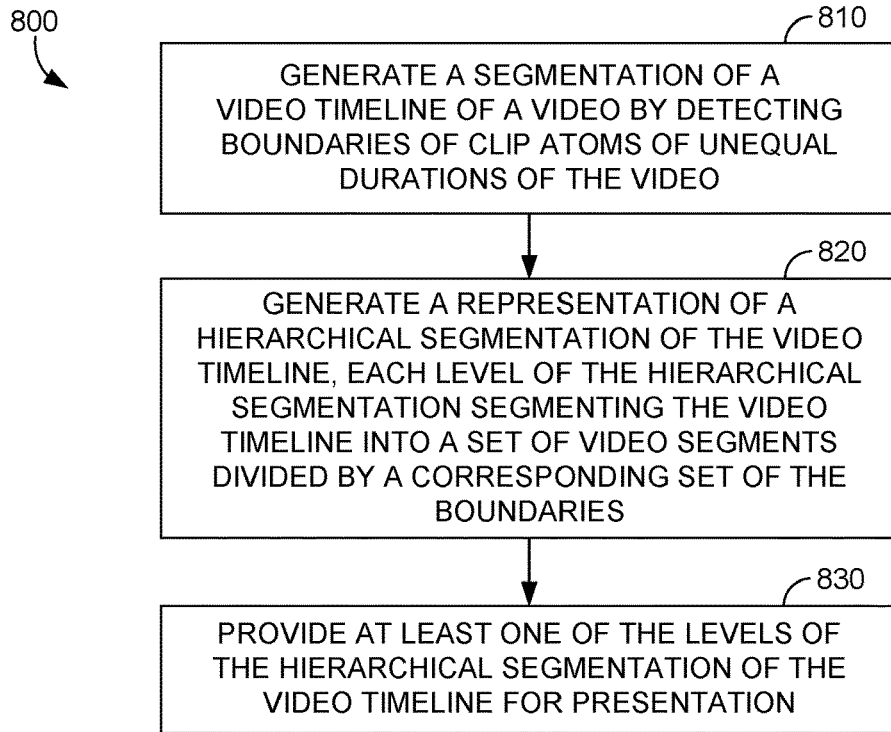 800
810
GENERATE A SEGMENTATION OF A
VIDEO TIMELINE OF A VIDEO BY DETECTING
BOUNDARIES OF CLIP ATOMS OF UNEQUAL
DURATIONS OF THE VIDEO
820
GENERATE A REPRESENTATION OF A
HIERARCHICAL SEGMENTATION OF THE VIDEO
TIMELINE, EACH LEVEL OF THE HIERARCHICAL
SEGMENTATION SEGMENTING THE VIDEO
TIMELINE INTO A SET OF VIDEO SEGMENTS
DIVIDED BY A CORRESPONDING SET OF THE
BOUNDARIES
830
PROVIDE AT LEAST ONE OF THE LEVELS OF
THE HIERARCHICAL SEGMENTATION OF THE
VIDEO TIMELINE FOR PRESENTATION